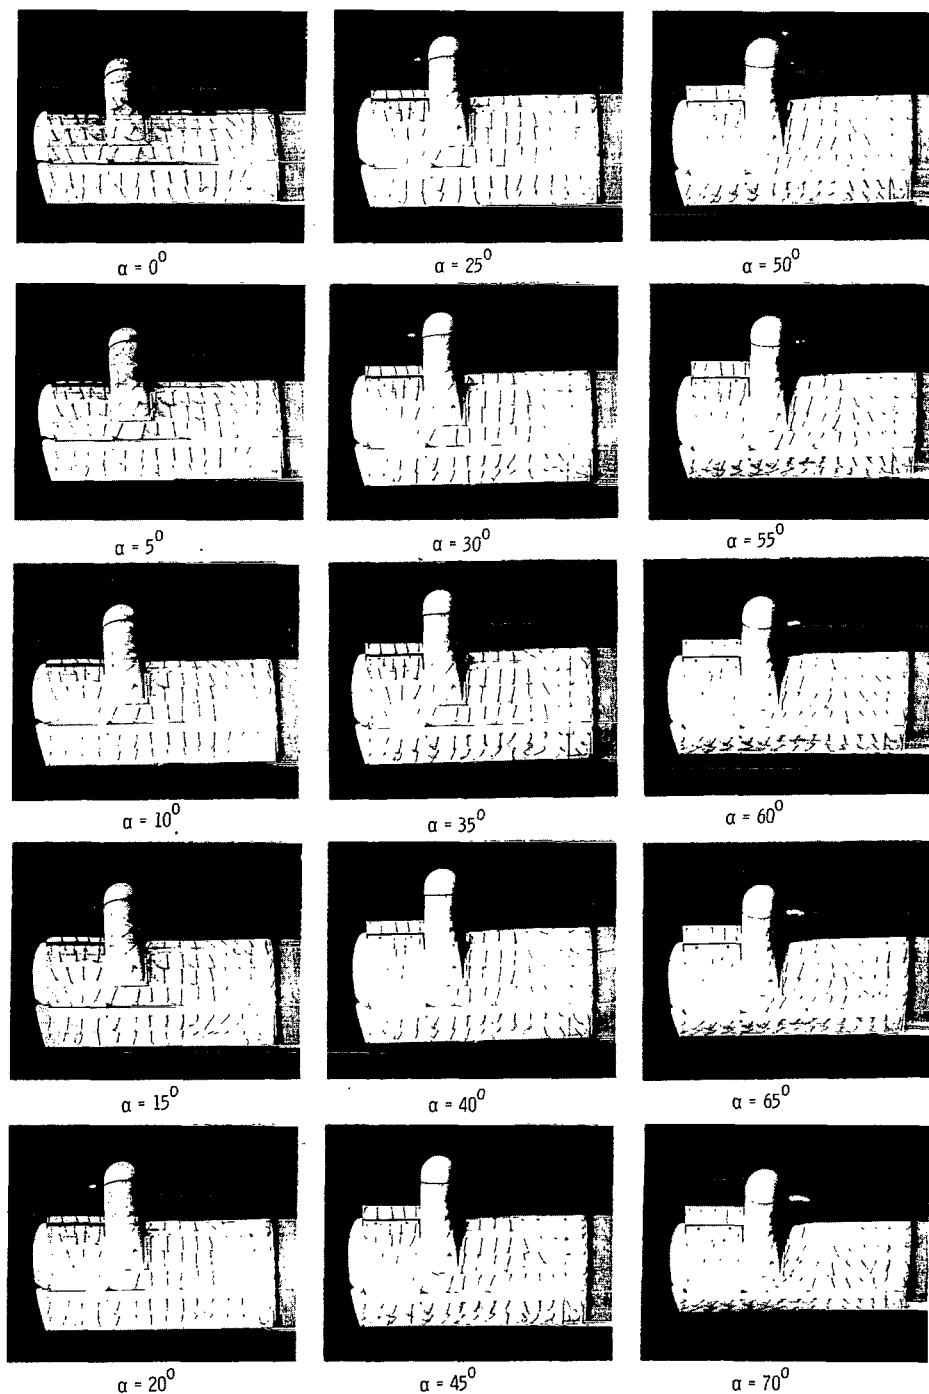 α = 0⁰
α = 25⁰
α = 50⁰
α = 5⁰
α = 30⁰
α = 55⁰
α = 10⁰
α = 35⁰
α = 60⁰
α = 15⁰
α = 40⁰
α = 65⁰
α = 20⁰
α = 45⁰
α = 70⁰